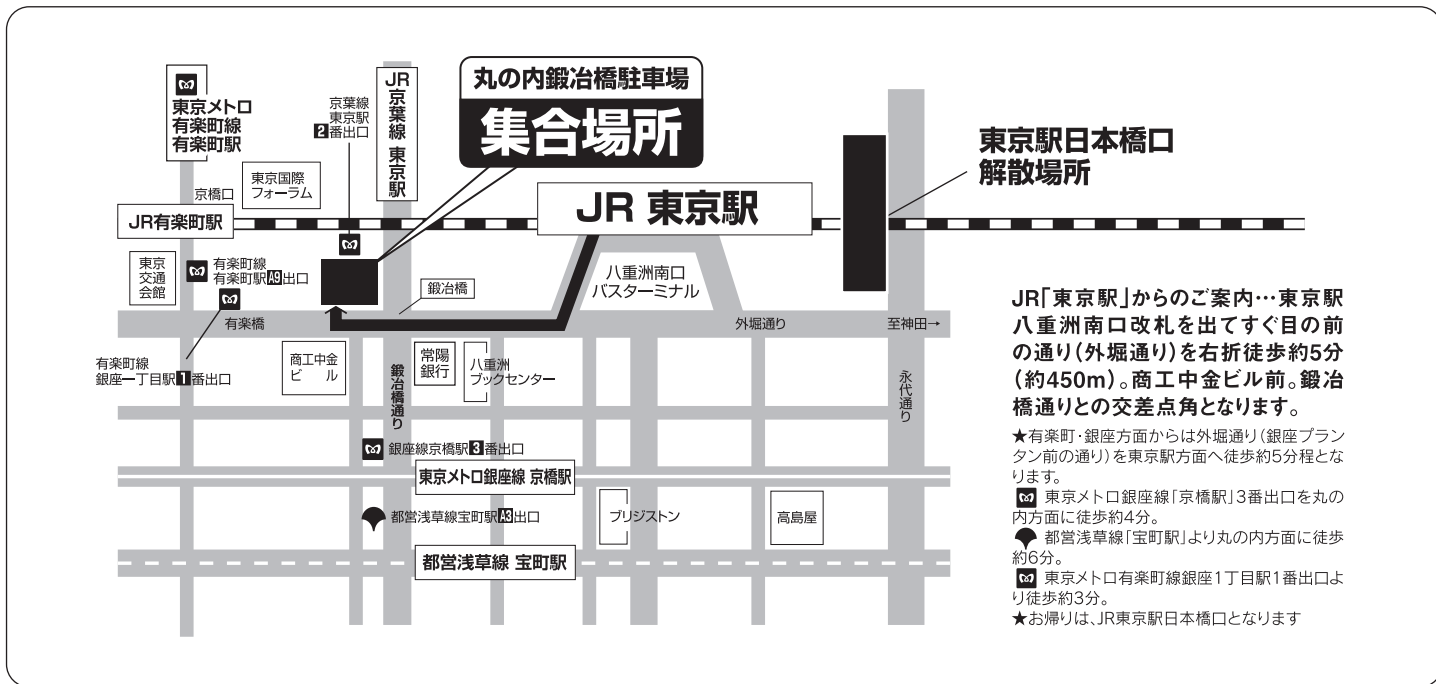 東京メトロ
有楽町線
有楽町駅
京葉線
東京駅
2番出口
JR京葉線 東京駅
丸の内鍛冶橋駐車場
集合場所
東京駅日本橋口
解散場所
京橋口
東京国際
フォーラム
JR有楽町駅
JR 東京駅
東京
交通
会館
有楽町線
有楽町駅A9出口
鍛冶橋
八重洲南口
バスターミナル
有楽橋
外堀通り
至神田→
有楽町線
銀座一丁目駅1番出口
商工中金
ビル
鍛冶橋通り
常陽
銀行
八重洲
ブックセンター
永代通り
銀座線京橋駅3番出口
東京メトロ銀座線 京橋駅
都営浅草線宝町駅A3出口
ブリジストン
高島屋
都営浅草線 宝町駅
JR「東京駅」からのご案内…東京駅
八重洲南口改札を出てすぐ目の前
の通り(外堀通り)を右折徒歩約5分
(約450m)。商工中金ビル前。鍛冶
橋通りとの交差点角となります。
★有楽町・銀座方面からは外堀通り(銀座プラン
タン前の通り)を東京駅方面へ徒歩約5分程とな
ります。
東京メトロ銀座線「京橋駅」3番出口を丸の
内方面に徒歩約4分。
都営浅草線「宝町駅」より丸の内方面に徒歩
約6分。
東京メトロ有楽町線銀座1丁目駅1番出口よ
り徒歩約3分。
★お帰りは、JR東京駅日本橋口となります